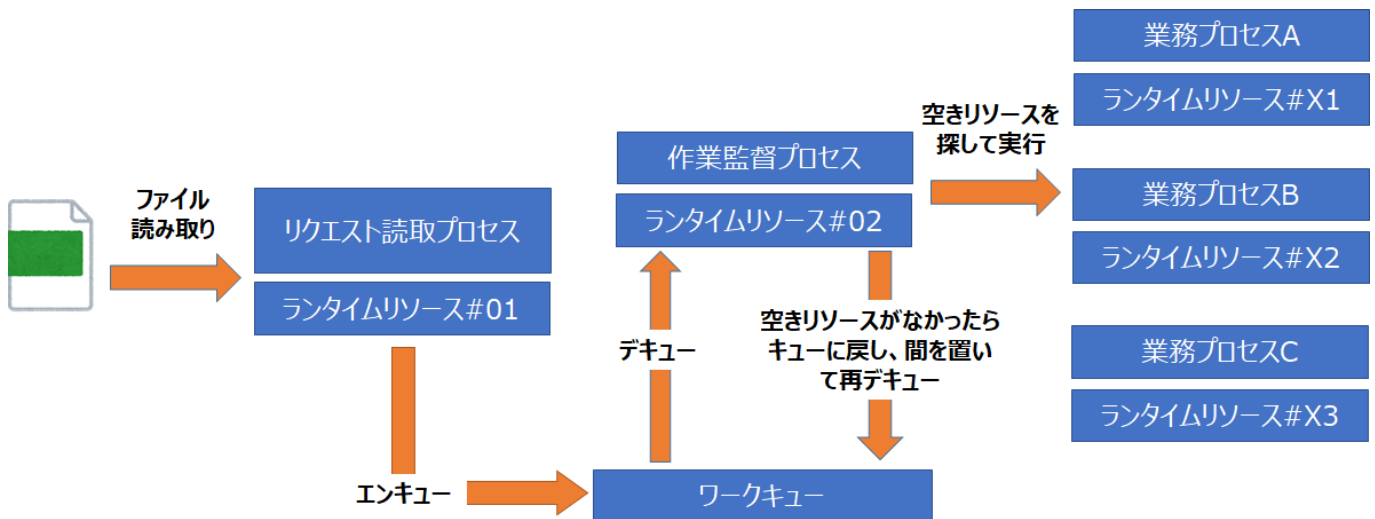 ファイル
読み取り
リクエスト読取プロセス
ランタイムリソース#01
エンキュー
作業監督プロセス
ランタイムリソース#02
デキュー
空きリソースがなかったら
キューに戻し、間を置い
て再デキュー
ワークキュー
空きリソースを
探して実行
業務プロセスA
ランタイムリソース#X1
業務プロセスB
ランタイムリソース#X2
業務プロセスC
ランタイムリソース#X3